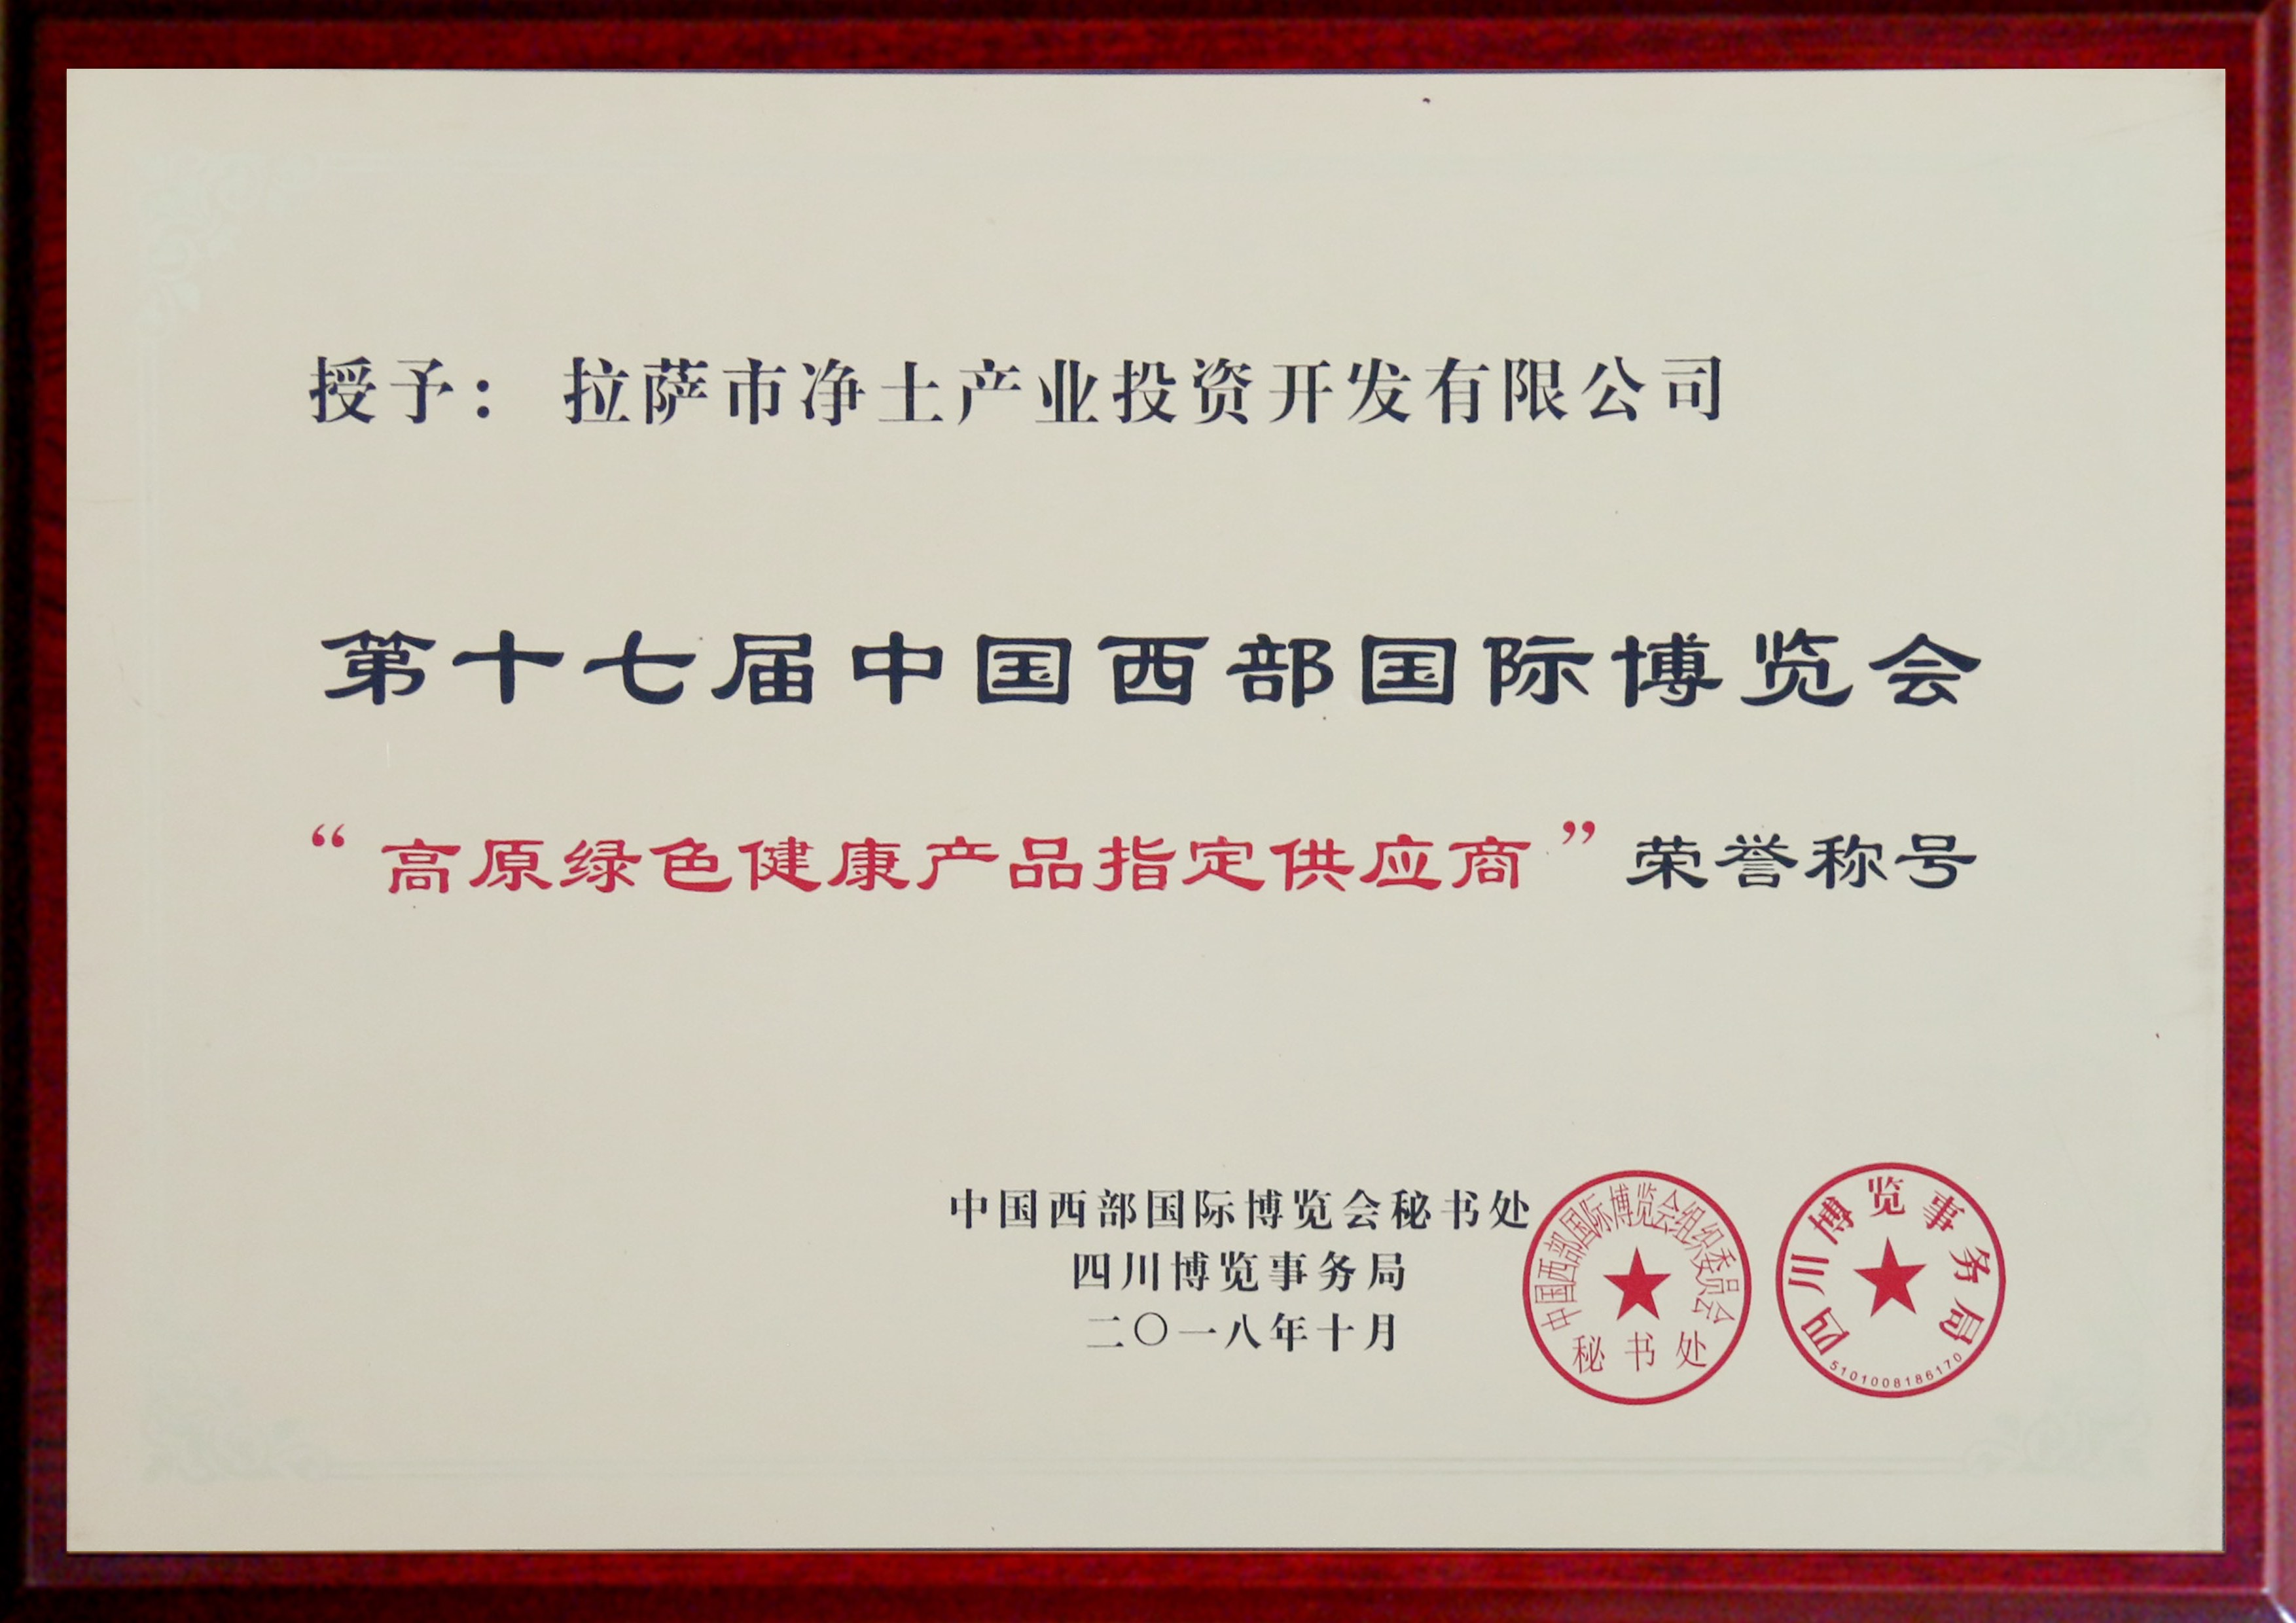 授予： 拉萨市净土产业投资开发有限公司
第十七届中国西部国际博览会
“高原绿色健康产品指定供应商”荣誉称号
中国西部国际博览会秘书处
四川博览事务局
二〇一八年十月
中国西部国际博览会组织委员会
秘书处
四川博览事务局
5101008186170